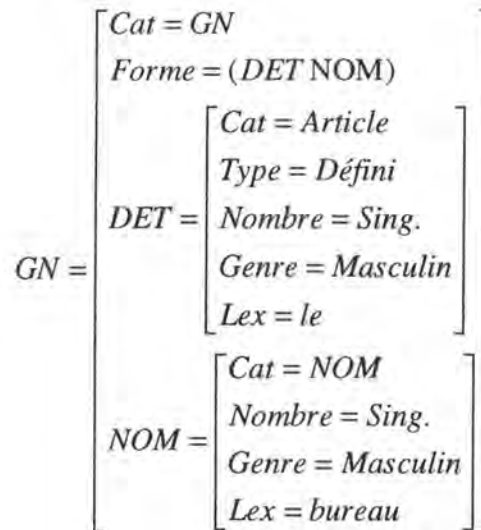 Cat = GN
Forme = (DET NOM)
Cat = Article
Type = Défini
DET = Nombre = Sing.
Genre = Masculin
GN =
Lex = le
Cat = NOM
Nombre = Sing.
NOM =
Genre = Masculin
Lex = bureau